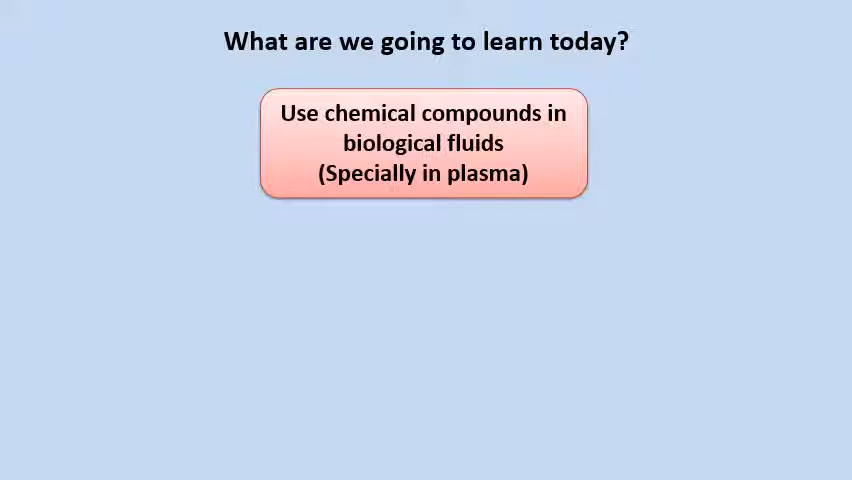 What are we going to learn today?
Use chemical compounds in
biological fluids
(Specially in plasma)